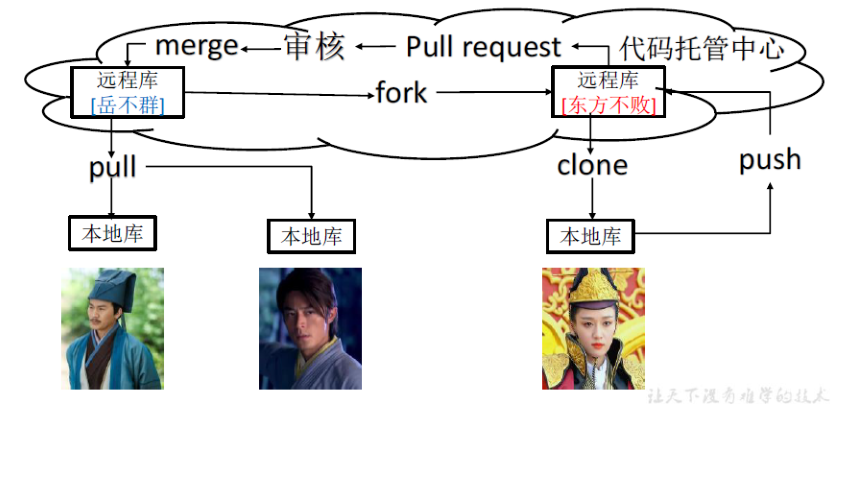 merge 审核 Pull request 代码托管中心
远程库
[岳不群]
fork
远程库
[东方不败]
pull
clone
push
本地库
本地库
本地库
让天下没有难学的技术